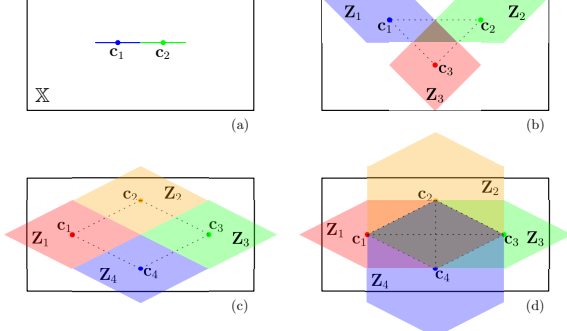 c₁ c₂
𝕏
(a)
Z₁ Z₂
c₁ c₂
c₃
Z₃
(b)
c₂ Z₂
c₁ c₃
Z₁ Z₃
Z₄ c₄
(c)
c₂ Z₂
Z₁ c₁ c₃ Z₃
Z₄ c₄
(d)